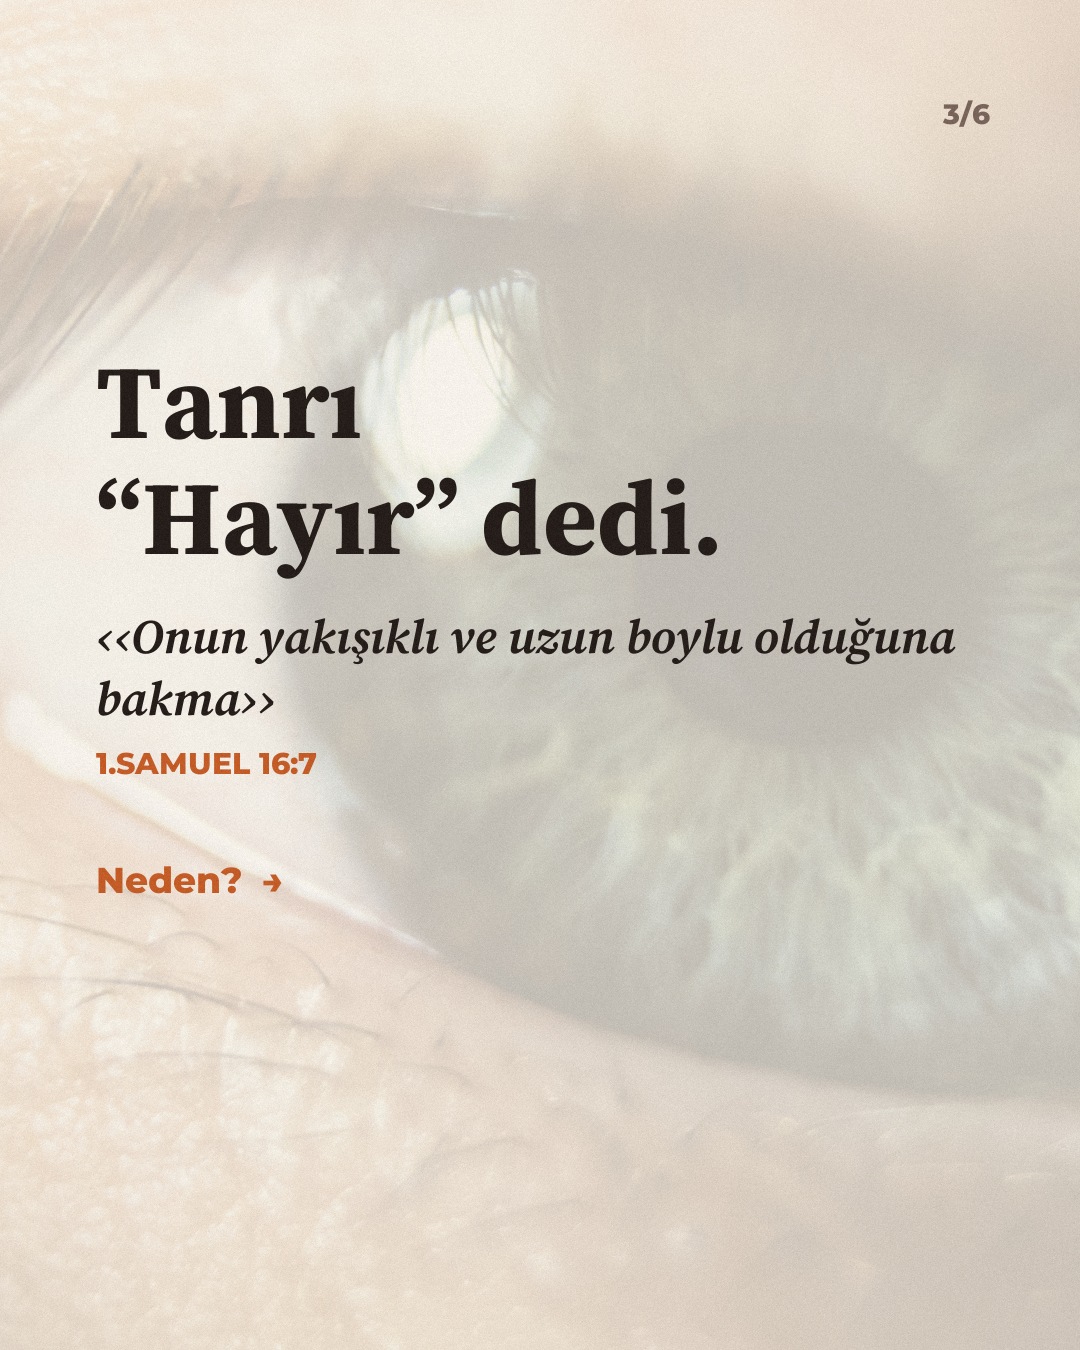 3/6
Tanrı
“Hayır” dedi.
‹‹Onun yakışıklı ve uzun boylu olduğuna
bakma››
1.SAMUEL 16:7
Neden? →